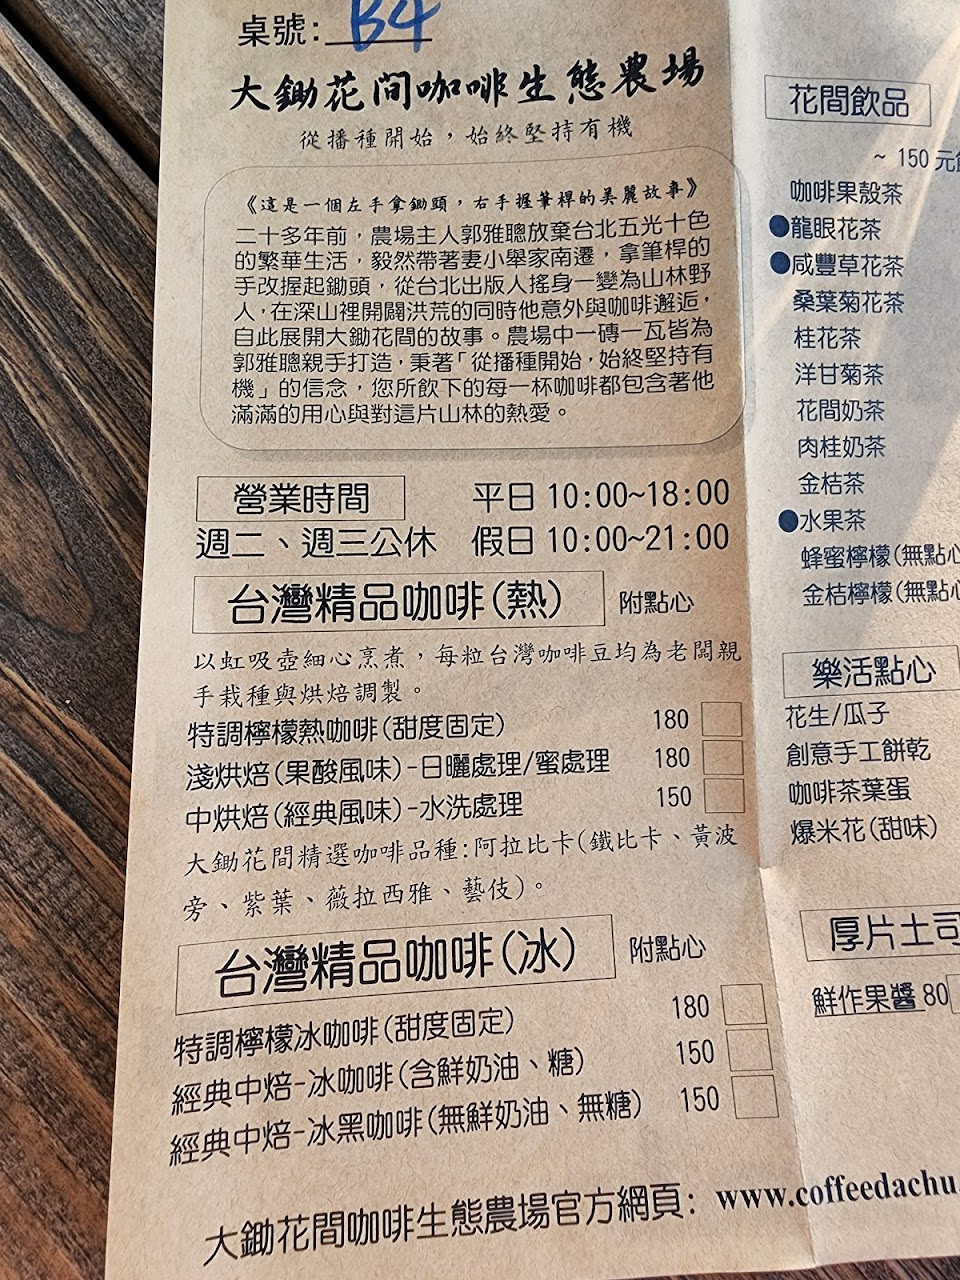 桌號: B4
大鋤花間咖啡生態農場
從播種開始，始終堅持有機
《這是一個左手拿鋤頭，右手握筆桿的美麗故事》
二十多年前，農場主人郭雅聰放棄台北五光十色
的繁華生活，毅然帶著妻小舉家南遷，拿筆桿的
手改握起鋤頭，從台北出版人搖身一變為山林野
人，在深山裡開闢洪荒的同時他意外與咖啡邂逅，
自此展開大鋤花間的故事。農場中一磚一瓦皆為
郭雅聰親手打造，秉著「從播種開始，始終堅持有
機」的信念，您所飲下的每一杯咖啡都包含著他
滿滿的用心與對這片山林的熱愛。
營業時間 平日 10:00~18:00
週二、週三公休 假日 10:00~21:00
台灣精品咖啡(熱) 附點心
以虹吸壺細心烹煮，每粒台灣咖啡豆均為老闆親
手栽種與烘焙調製。
特調檸檬熱咖啡(甜度固定) 180
淺烘焙(果酸風味)-日曬處理/蜜處理 180
中烘焙(經典風味)-水洗處理 150
大鋤花間精選咖啡品種:阿拉比卡(鐵比卡、黃波
旁、紫葉、薇拉西雅、藝伎)。
台灣精品咖啡(冰) 附點心
特調檸檬冰咖啡(甜度固定) 180
經典中焙-冰咖啡(含鮮奶油、糖) 150
經典中焙-冰黑咖啡(無鮮奶油、無糖) 150
大鋤花間咖啡生態農場官方網頁: www.coffeedachu.
花間飲品
~ 150 元
咖啡果殼茶
●龍眼花茶
●咸豐草花茶
桑葉菊花茶
桂花茶
洋甘菊茶
花間奶茶
肉桂奶茶
金桔茶
●水果茶
蜂蜜檸檬(無點心
金桔檸檬(無點心
樂活點心
花生/瓜子
創意手工餅乾
咖啡茶葉蛋
爆米花(甜味)
厚片土司
鮮作果醬 80